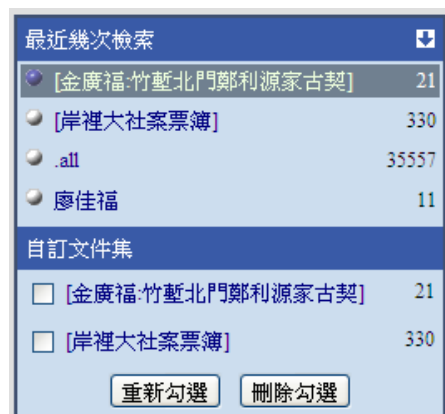 最近幾次檢索
[金廣福:竹塹北門鄭利源家古契] 21
[岸裡大社案票簿] 330
.all 35557
廖佳福 11
自訂文件集
[金廣福:竹塹北門鄭利源家古契] 21
[岸裡大社案票簿] 330
重新勾選 刪除勾選